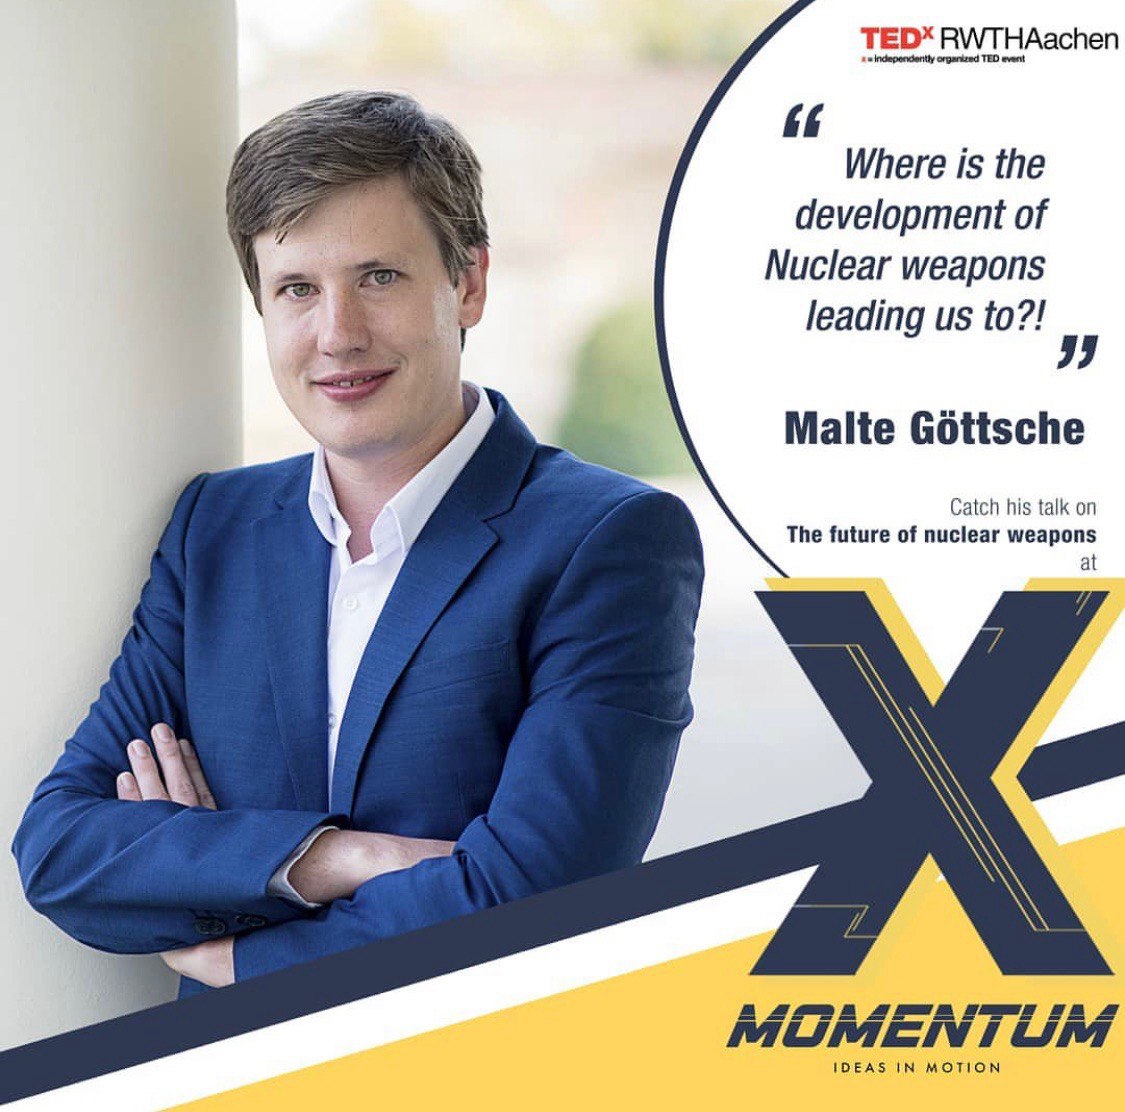 TEDx RWTHAachen
x = independently organized TED event
“
Where is the
development of
Nuclear weapons
leading us to?!
”
Malte Göttsche
Catch his talk on
The future of nuclear weapons
at
X
MOMENTUM
IDEAS IN MOTION